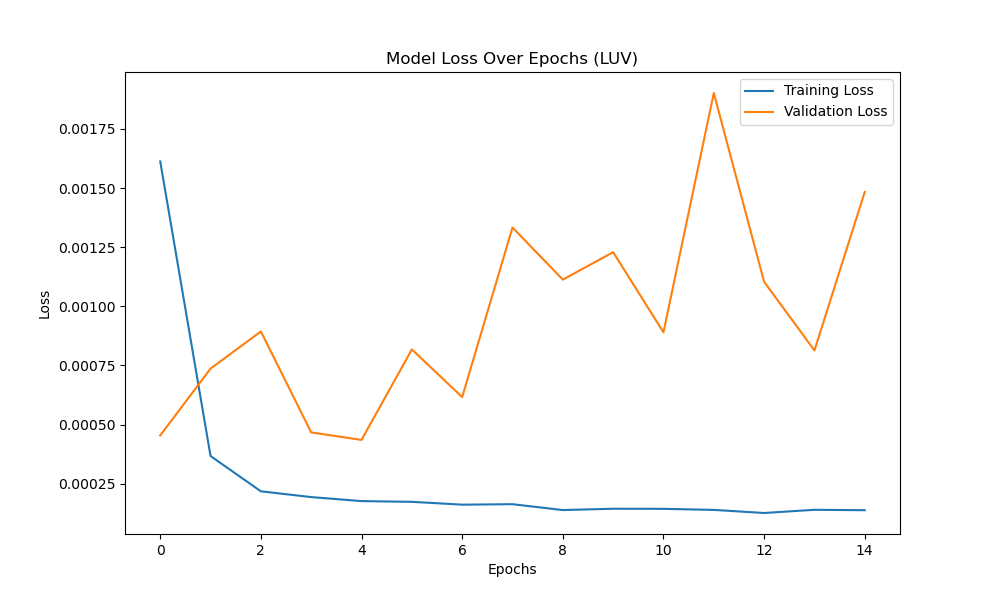 Model Loss Over Epochs (LUV)
Training Loss
Validation Loss
0.00175
0.00150
0.00125
0.00100
0.00075
0.00050
0.00025
Loss
0 2 4 6 8 10 12 14
Epochs